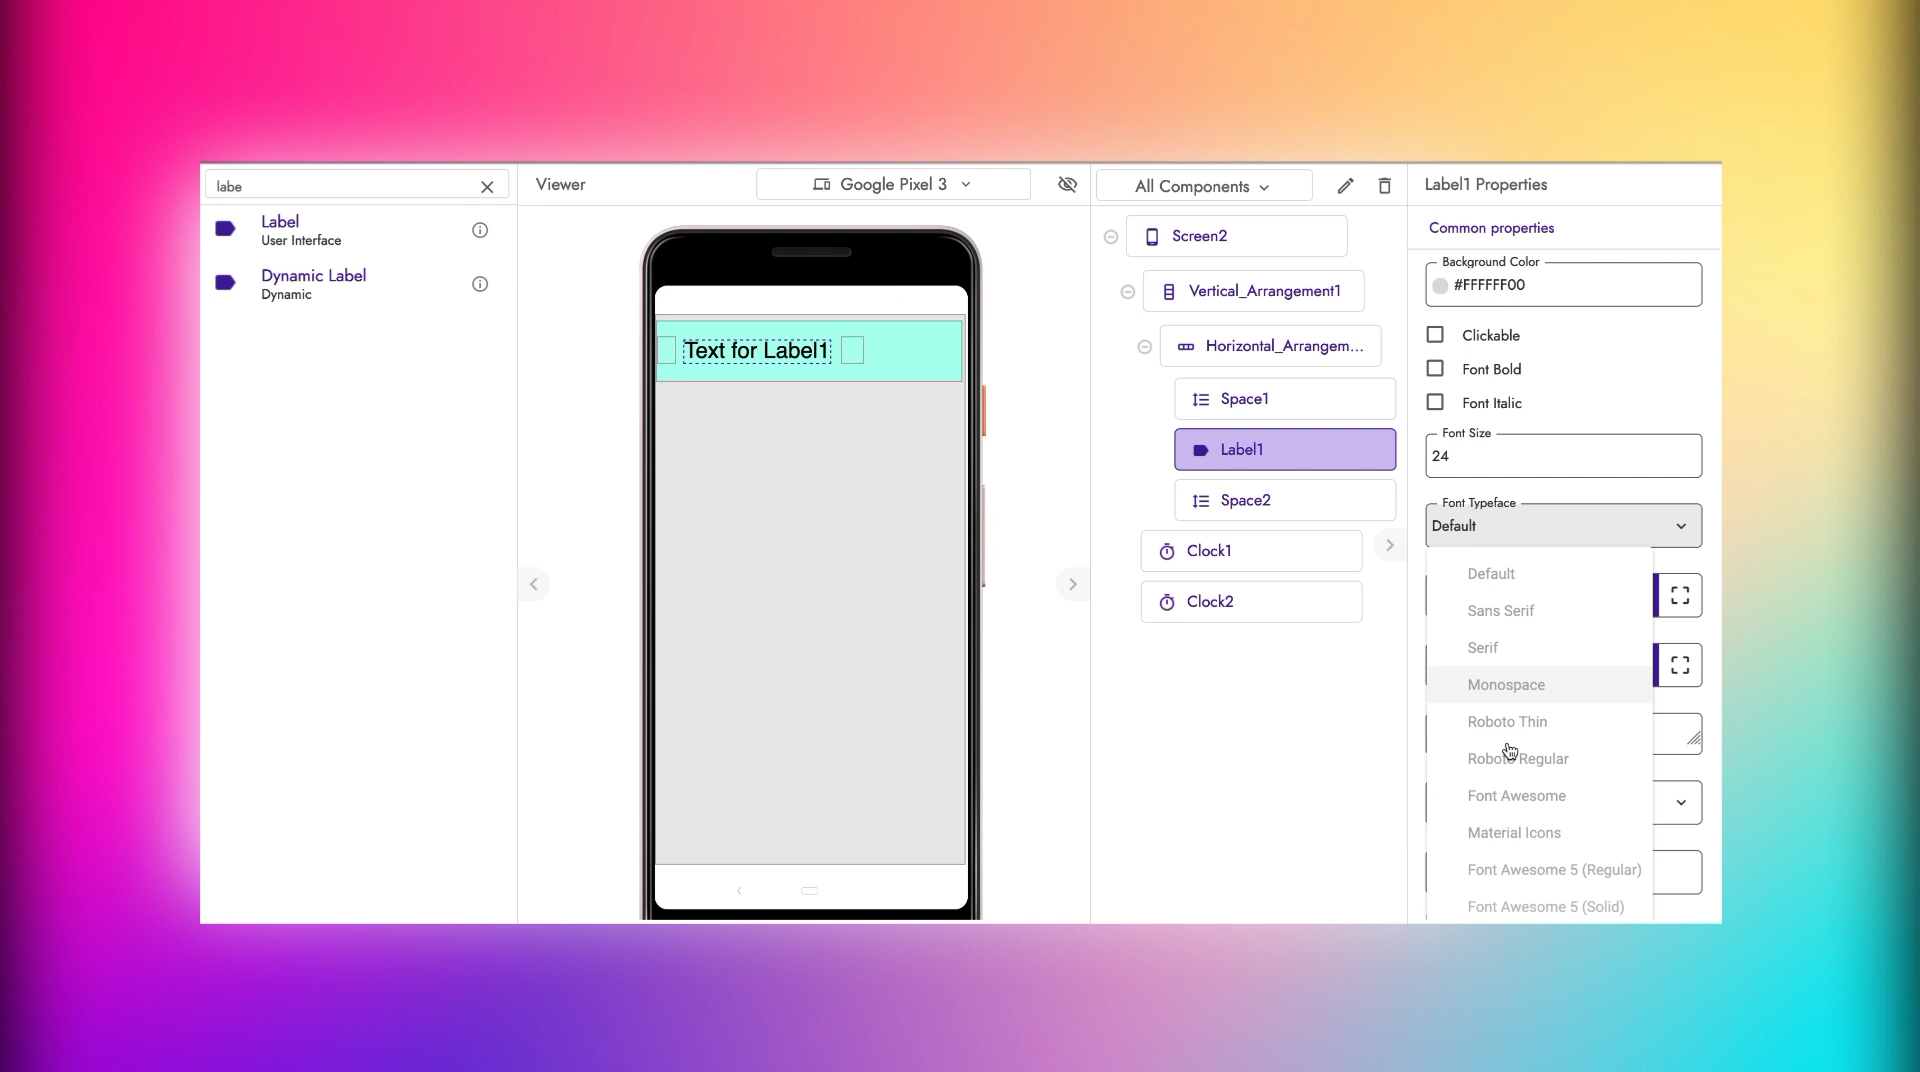 labe
Label
User Interface
Dynamic Label
Dynamic
Viewer
Google Pixel 3
Text for Label1
All Components
Screen2
Vertical_Arrangement1
Horizontal_Arrangem...
Space1
Label1
Space2
Clock1
Clock2
Label1 Properties
Common properties
Background Color
#FFFFFF00
Clickable
Font Bold
Font Italic
Font Size
24
Font Typeface
Default
Default
Sans Serif
Serif
Monospace
Roboto Thin
Roboto Regular
Font Awesome
Material Icons
Font Awesome 5 (Regular)
Font Awesome 5 (Solid)